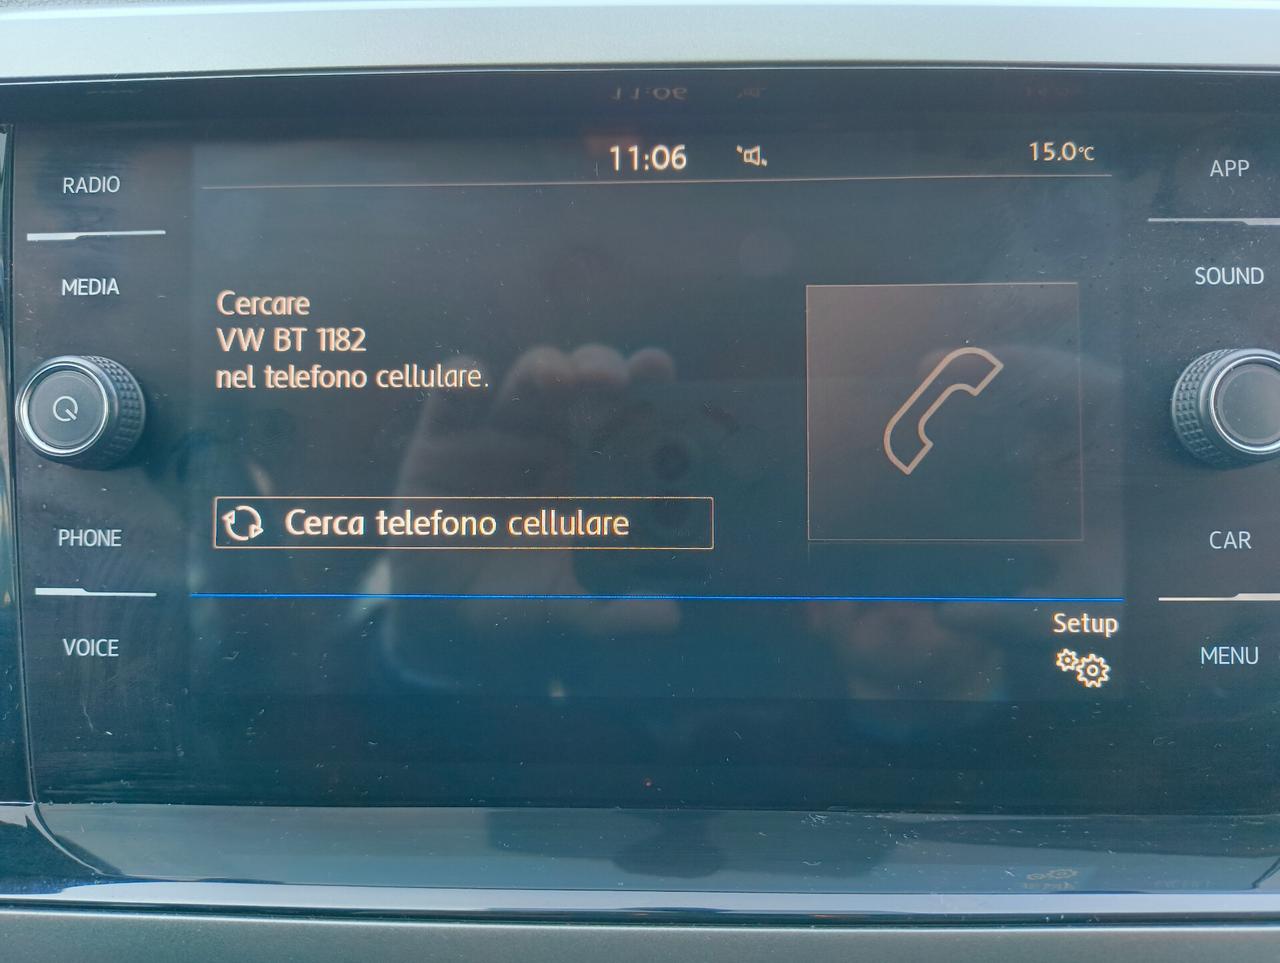 11:06
15.0°C
RADIO
MEDIA
PHONE
VOICE
Cercare
VW BT 1182
nel telefono cellulare.
Cerca telefono cellulare
Setup
APP
SOUND
CAR
MENU